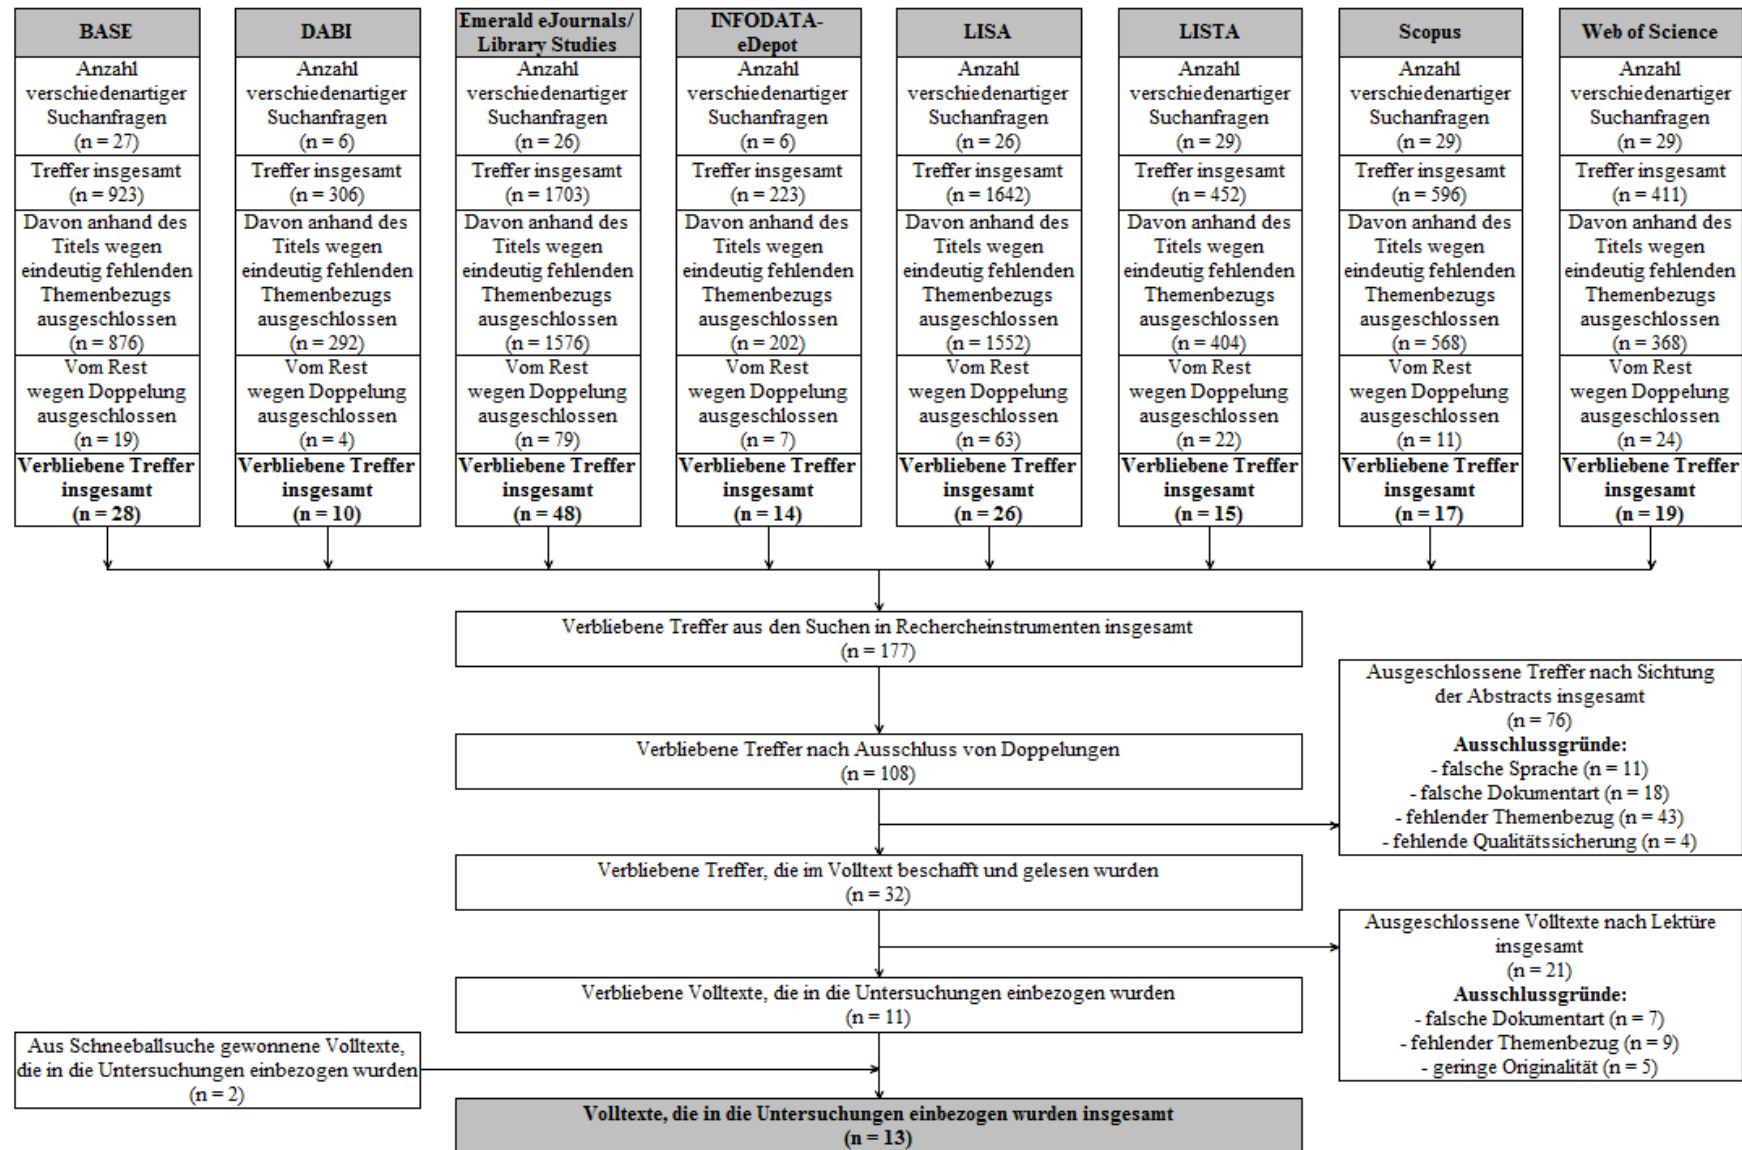 BASE
Anzahl
verschiedenartiger
Suchanfragen
(n = 27)
Treffer insgesamt
(n = 923)
Davon anhand des
Titels wegen
eindeutig fehlenden
Themenbezugs
ausgeschlossen
(n = 876)
Vom Rest
wegen Doppelung
ausgeschlossen
(n = 19)
Verbliebene Treffer
insgesamt
(n = 28)
DABI
Anzahl
verschiedenartiger
Suchanfragen
(n = 6)
Treffer insgesamt
(n = 306)
Davon anhand des
Titels wegen
eindeutig fehlenden
Themenbezugs
ausgeschlossen
(n = 292)
Vom Rest
wegen Doppelung
ausgeschlossen
(n = 4)
Verbliebene Treffer
insgesamt
(n = 10)
Emerald eJournals/
Library Studies
Anzahl
verschiedenartiger
Suchanfragen
(n = 26)
Treffer insgesamt
(n = 1703)
Davon anhand des
Titels wegen
eindeutig fehlenden
Themenbezugs
ausgeschlossen
(n = 1576)
Vom Rest
wegen Doppelung
ausgeschlossen
(n = 79)
Verbliebene Treffer
insgesamt
(n = 48)
INFODATA-
eDepot
Anzahl
verschiedenartiger
Suchanfragen
(n = 6)
Treffer insgesamt
(n = 223)
Davon anhand des
Titels wegen
eindeutig fehlenden
Themenbezugs
ausgeschlossen
(n = 202)
Vom Rest
wegen Doppelung
ausgeschlossen
(n = 7)
Verbliebene Treffer
insgesamt
(n = 14)
LISA
Anzahl
verschiedenartiger
Suchanfragen
(n = 26)
Treffer insgesamt
(n = 1642)
Davon anhand des
Titels wegen
eindeutig fehlenden
Themenbezugs
ausgeschlossen
(n = 1552)
Vom Rest
wegen Doppelung
ausgeschlossen
(n = 63)
Verbliebene Treffer
insgesamt
(n = 26)
LISTA
Anzahl
verschiedenartiger
Suchanfragen
(n = 29)
Treffer insgesamt
(n = 452)
Davon anhand des
Titels wegen
eindeutig fehlenden
Themenbezugs
ausgeschlossen
(n = 404)
Vom Rest
wegen Doppelung
ausgeschlossen
(n = 22)
Verbliebene Treffer
insgesamt
(n = 15)
Scopus
Anzahl
verschiedenartiger
Suchanfragen
(n = 29)
Treffer insgesamt
(n = 596)
Davon anhand des
Titels wegen
eindeutig fehlenden
Themenbezugs
ausgeschlossen
(n = 568)
Vom Rest
wegen Doppelung
ausgeschlossen
(n = 11)
Verbliebene Treffer
insgesamt
(n = 17)
Web of Science
Anzahl
verschiedenartiger
Suchanfragen
(n = 29)
Treffer insgesamt
(n = 411)
Davon anhand des
Titels wegen
eindeutig fehlenden
Themenbezugs
ausgeschlossen
(n = 368)
Vom Rest
wegen Doppelung
ausgeschlossen
(n = 24)
Verbliebene Treffer
insgesamt
(n = 19)
Verbliebene Treffer aus den Suchen in Rechercheinstrumenten insgesamt
(n = 177)
Verbliebene Treffer nach Ausschluss von Doppelungen
(n = 108)
Ausgeschlossene Treffer nach Sichtung
der Abstracts insgesamt
(n = 76)
Ausschlussgründe:
- falsche Sprache (n = 11)
- falsche Dokumentart (n = 18)
- fehlender Themenbezug (n = 43)
- fehlende Qualitätssicherung (n = 4)
Verbliebene Treffer, die im Volltext beschafft und gelesen wurden
(n = 32)
Ausgeschlossene Volltexte nach Lektüre
insgesamt
(n = 21)
Ausschlussgründe:
- falsche Dokumentart (n = 7)
- fehlender Themenbezug (n = 9)
- geringe Originalität (n = 5)
Verbliebene Volltexte, die in die Untersuchungen einbezogen wurden
(n = 11)
Aus Schneeballsuche gewonnene Volltexte,
die in die Untersuchungen einbezogen wurden
(n = 2)
Volltexte, die in die Untersuchungen einbezogen wurden insgesamt
(n = 13)